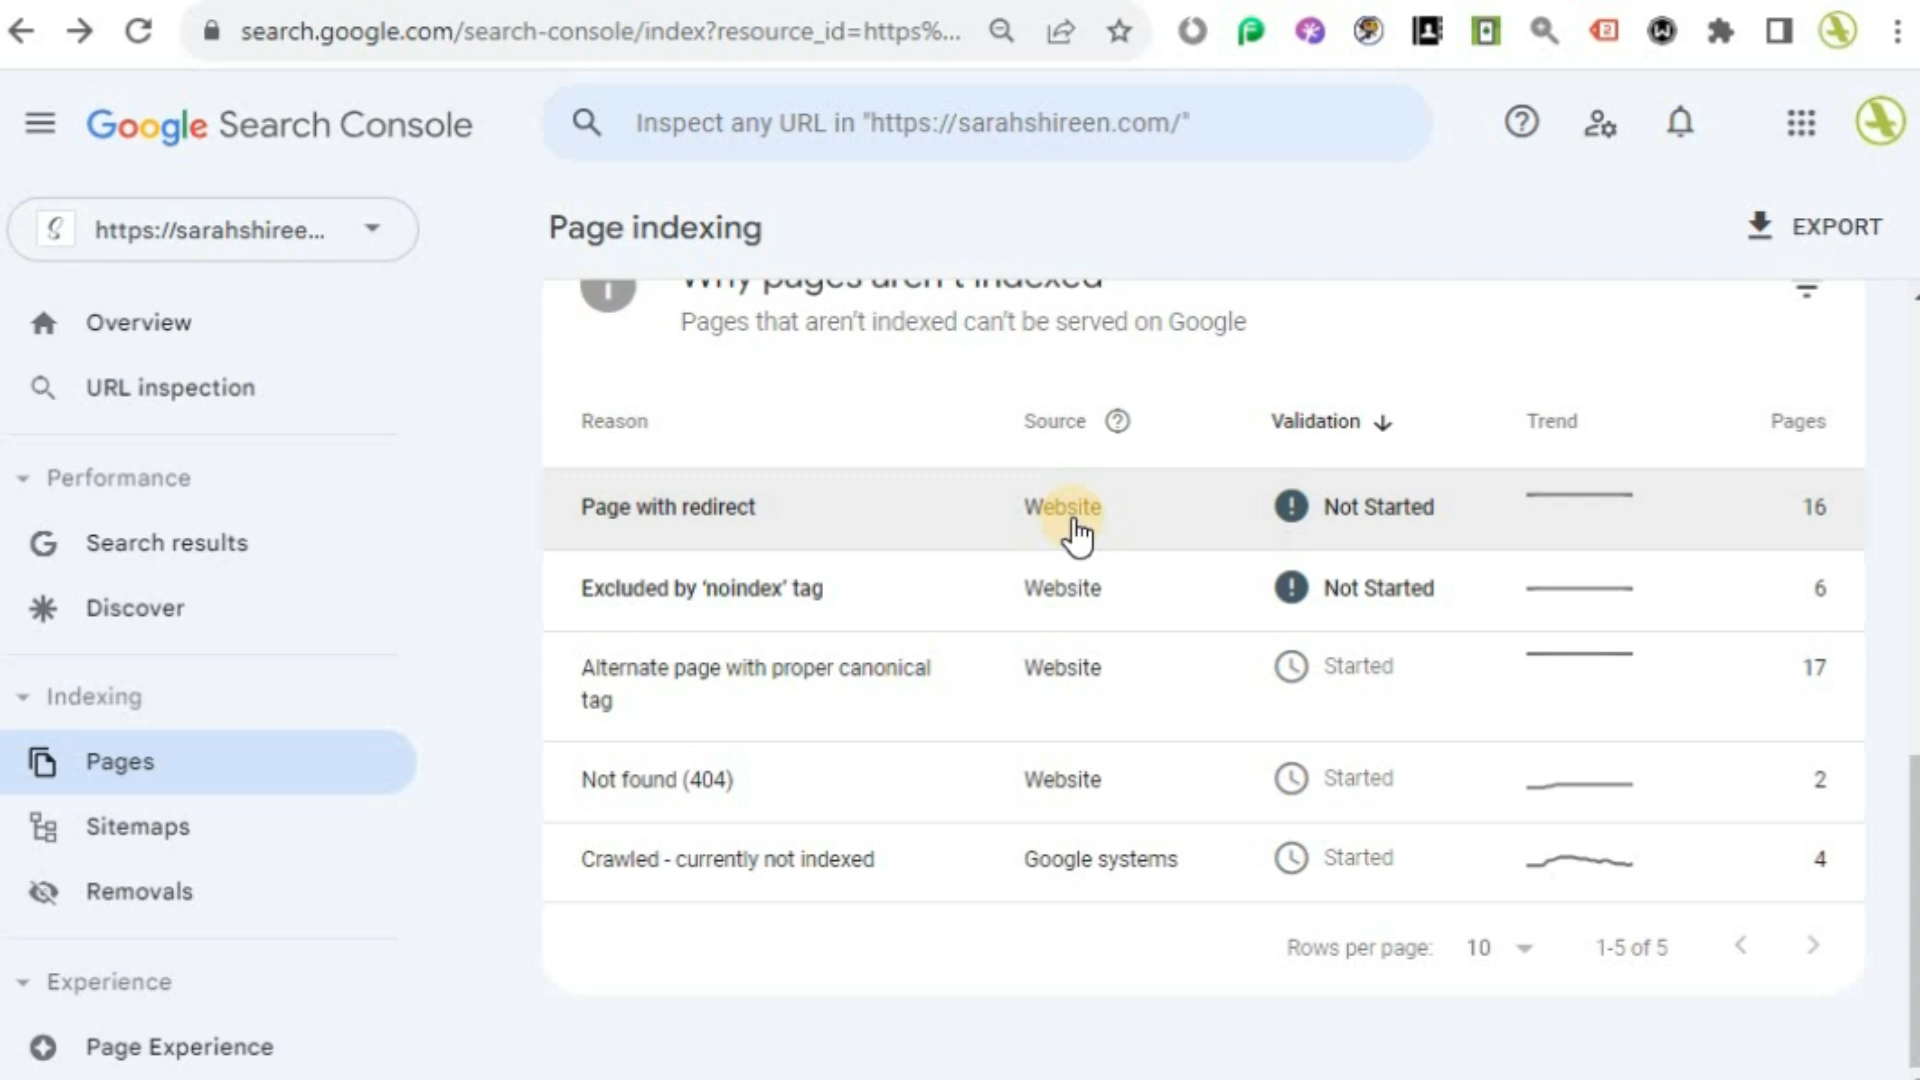 search.google.com/search-console/index?resource_id=https%...
2
Google Search Console
Inspect any URL in "https://sarahshireen.com/"
https://sarahshiree...
Page indexing
EXPORT
Overview
URL inspection
Performance
Search results
Discover
Indexing
Pages
Sitemaps
Removals
Experience
Page Experience
Why pages aren't indexed
Pages that aren't indexed can't be served on Google
Reason Source Validation Trend Pages
Page with redirect Website Not Started 16
Excluded by ‘noindex’ tag Website Not Started 6
Alternate page with proper canonical Website Started 17
tag
Not found (404) Website Started 2
Crawled - currently not indexed Google systems Started 4
Rows per page: 10 1-5 of 5